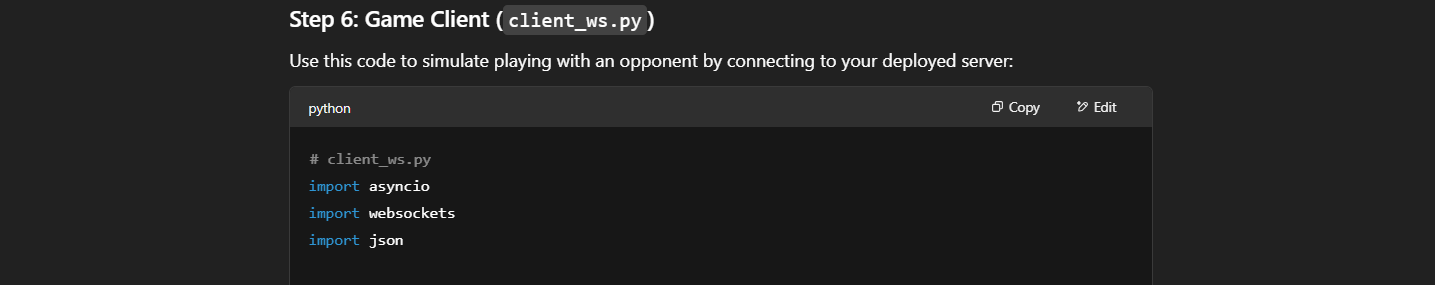 Step 6: Game Client (client_ws.py)
Use this code to simulate playing with an opponent by connecting to your deployed server:
python Copy Edit
# client_ws.py
import asyncio
import websockets
import json